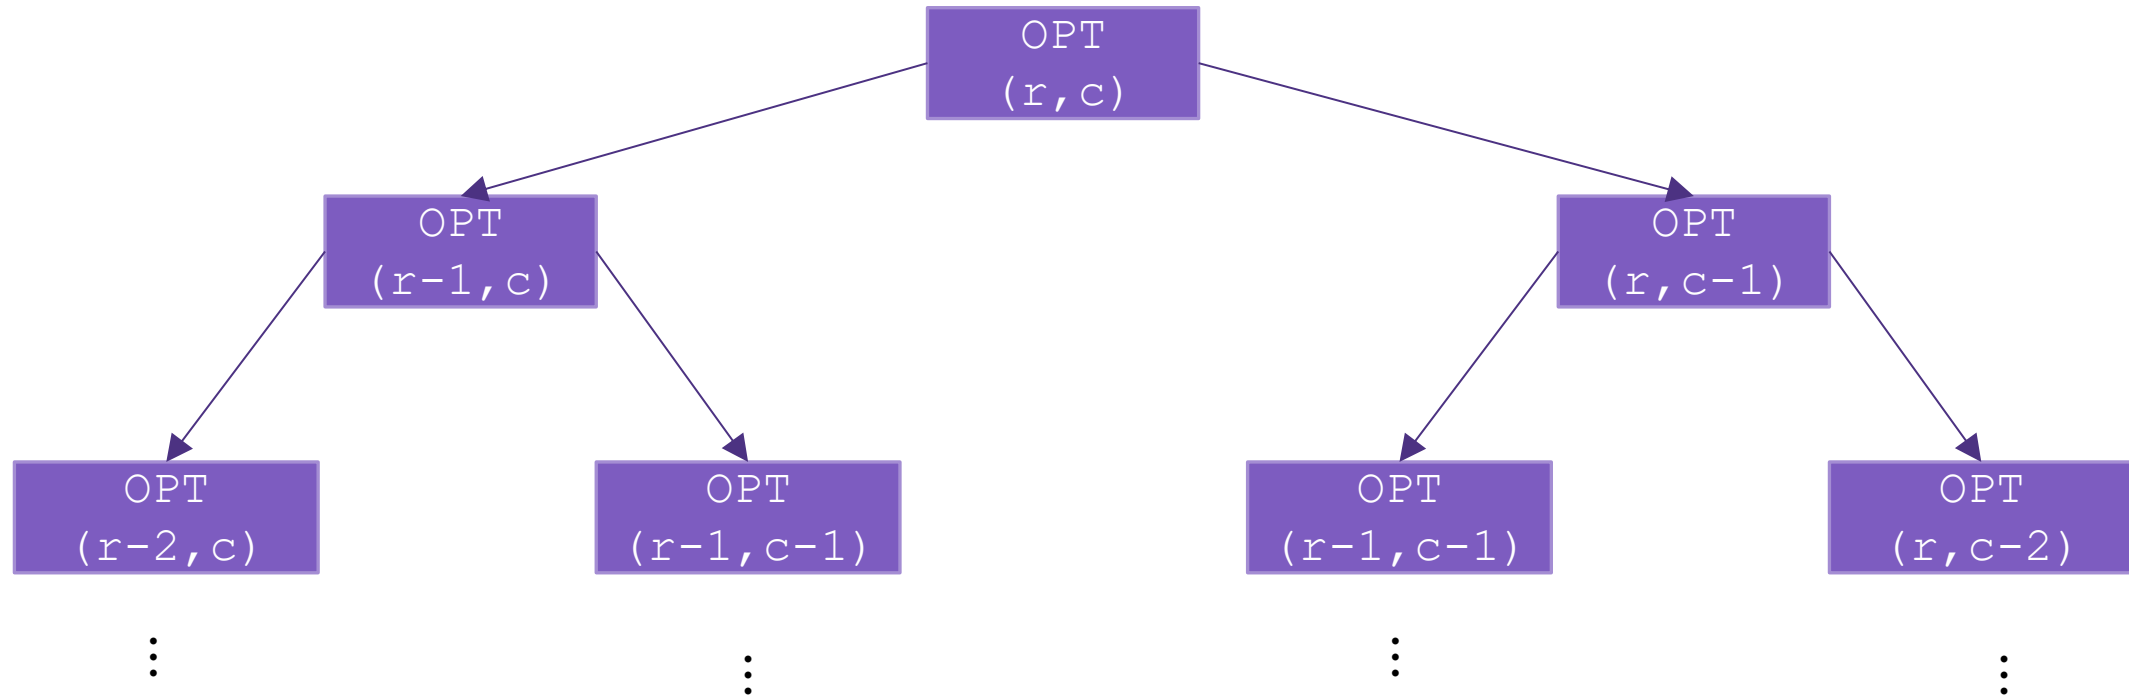 OPT
(r,c)
OPT
(r-1,c)
OPT
(r,c-1)
OPT
(r-2,c)
OPT
(r-1,c-1)
OPT
(r-1,c-1)
OPT
(r,c-2)
⋮
⋮
⋮
⋮